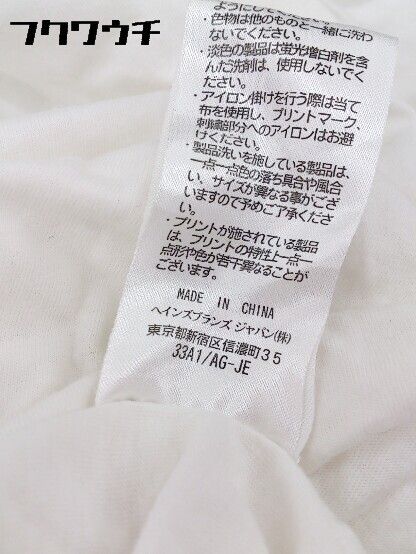 フクワウチ
ようにしてください。
・色物は他のものと一緒に洗わ
ないでください。
・淡色の製品は蛍光増白剤を含
んだ洗剤は、使用しないでく
ださい。
・アイロン掛けを行う際は当て
布を使用し、プリントマーク、
刺繍部分へのアイロンはお避
けください。
・製品洗いを施している製品は、
一点一点色の落ち具合や風合
い、サイズが異なる事がござ
いますので予めご了承くださ
い。
・プリントが施されている製品
は、プリントの特性上一点一
点形や色が若干異なることが
ございます。
MADE IN CHINA
ヘインズブランズ ジャパン(株)
東京都新宿区信濃町35
33A1/AG-JE